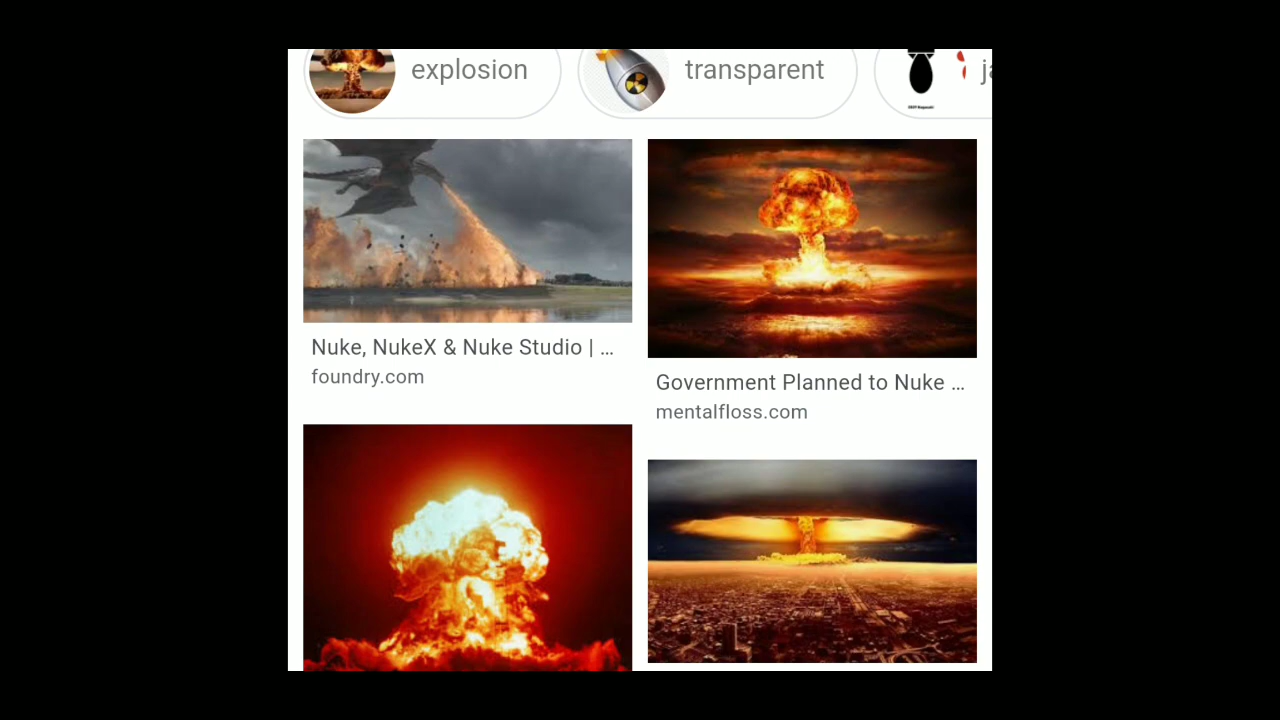 explosion
transparent
Nuke, NukeX & Nuke Studio | ...
foundry.com
Government Planned to Nuke ...
mentalfloss.com